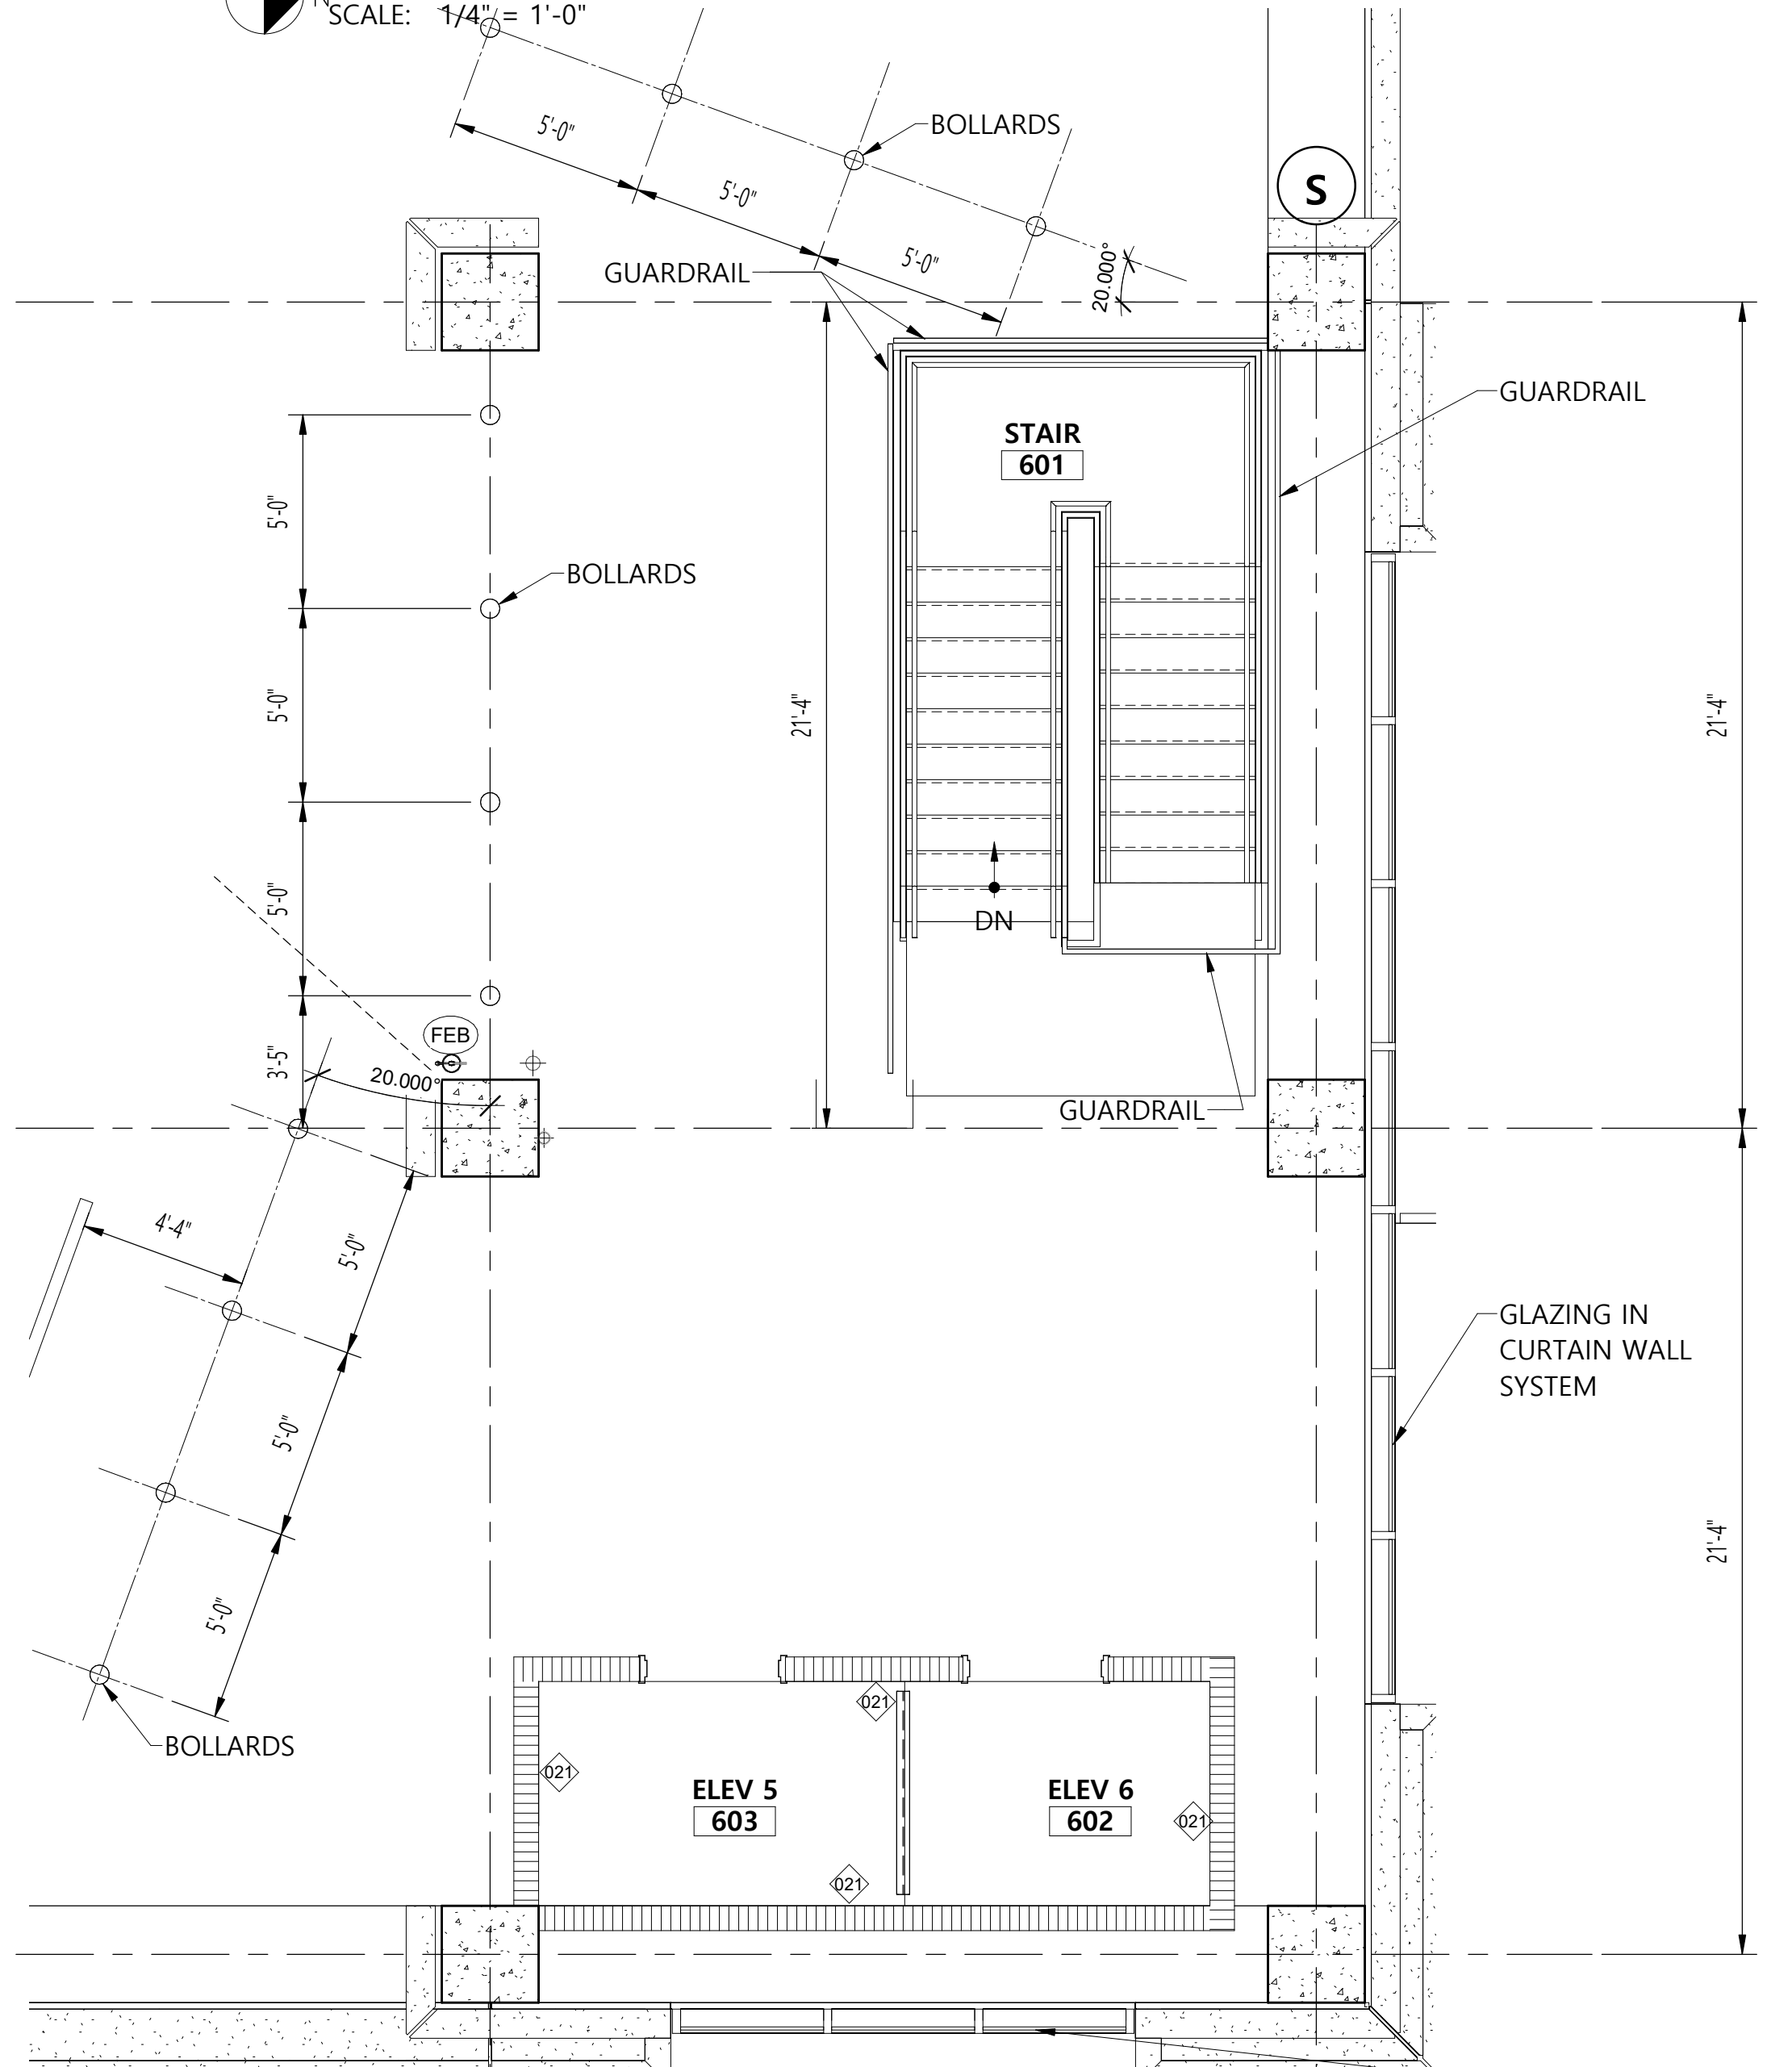 N
SCALE: 1/4" = 1'-0"
BOLLARDS
5'-0"
5'-0"
5'-0"
S
20.000°
GUARDRAIL
GUARDRAIL
STAIR
601
5'-0"
BOLLARDS
5'-0"
21'-4"
21'-4"
5'-0"
DN
FEB
3'-5"
20.000°
GUARDRAIL
4'-4"
5'-0"
GLAZING IN
CURTAIN WALL
SYSTEM
5'-0"
21'-4"
5'-0"
021
BOLLARDS
021
ELEV 5
603
ELEV 6
602
021
021